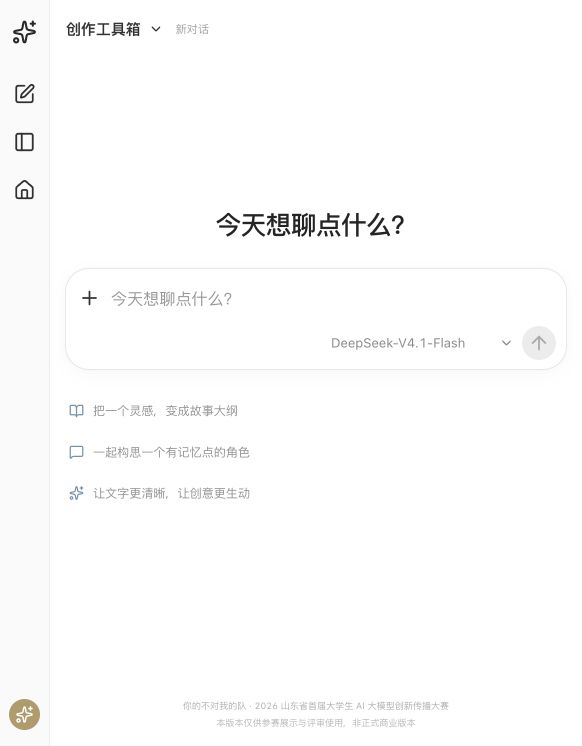 创作工具箱 新对话
今天想聊点什么?
今天想聊点什么?
DeepSeek-V4.1-Flash
把一个灵感，变成故事大纲
一起构思一个有记忆点的角色
让文字更清晰，让创意更生动
你的不对我的队 · 2026 山东省首届大学生 AI 大模型创新传播大赛
本版本仅供参赛展示与评审使用，非正式商业版本